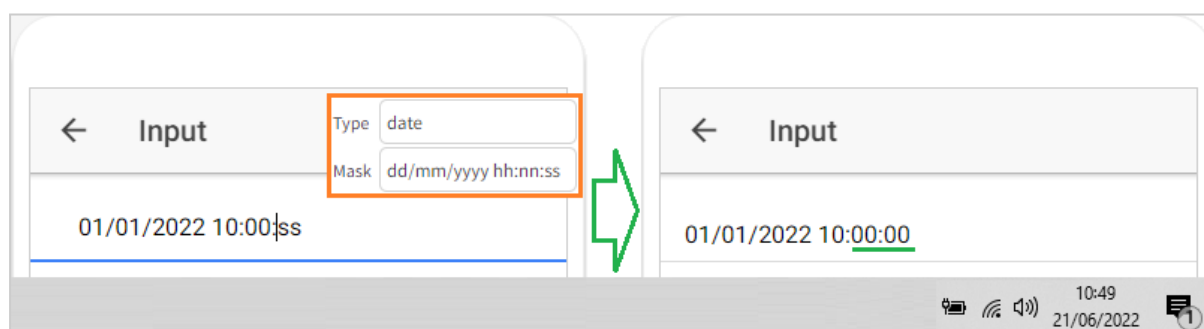 Input
Type date
Mask dd/mm/yyyy hh:nn:ss
01/01/2022 10:00:ss
Input
01/01/2022 10:00:00
10:49
21/06/2022
1